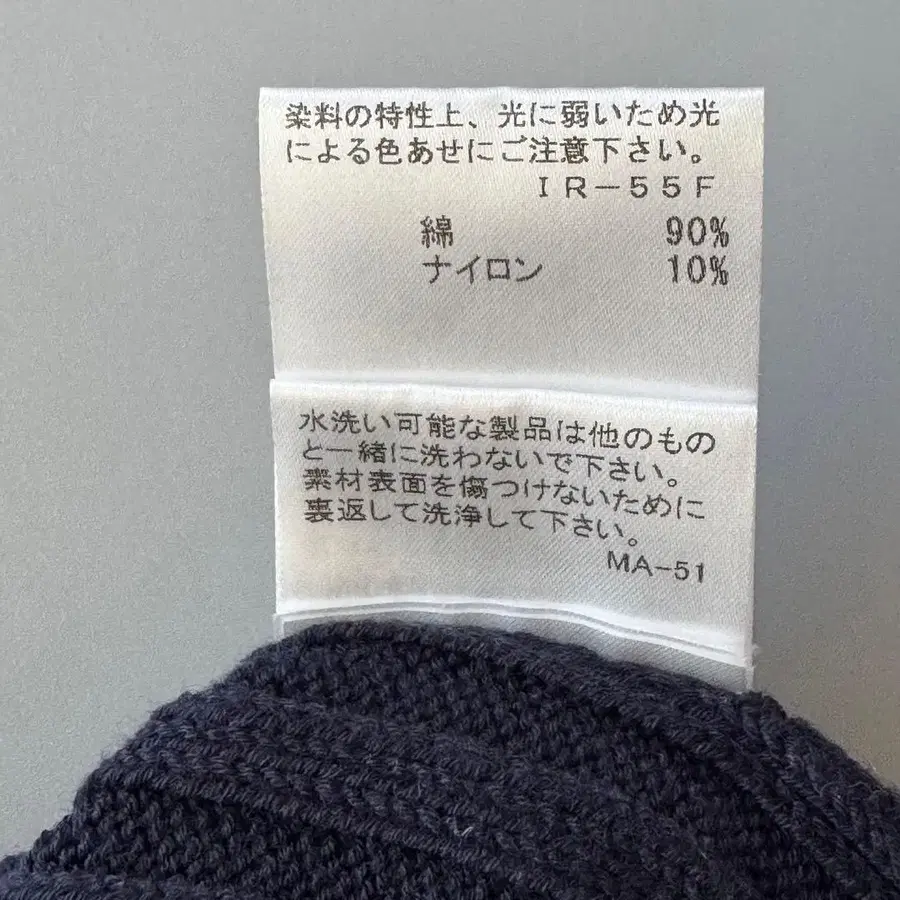 染料の特性上、光に弱いため光
による色あせにご注意下さい。
IR-55F
綿 90%
ナイロン 10%
水洗い可能な製品は他のもの
と一緒に洗わないで下さい。
素材表面を傷つけないために
裏返して洗浄して下さい。
MA-51